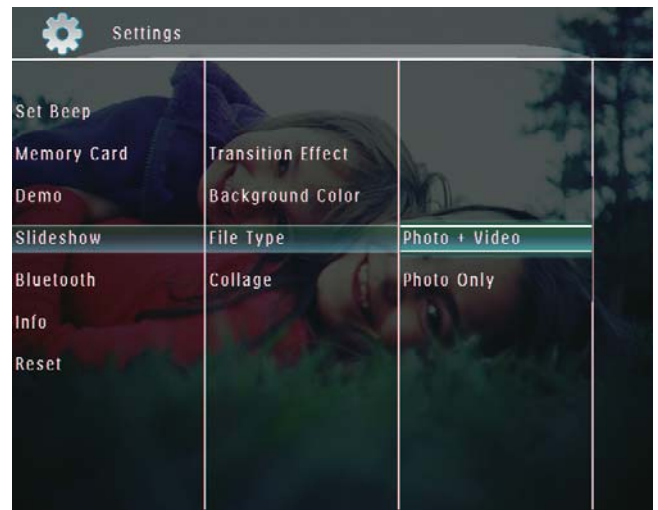 Settings
Set Beep
Memory Card
Demo
Slideshow
Bluetooth
Info
Reset
Transition Effect
Background Color
File Type
Collage
Photo + Video
Photo Only